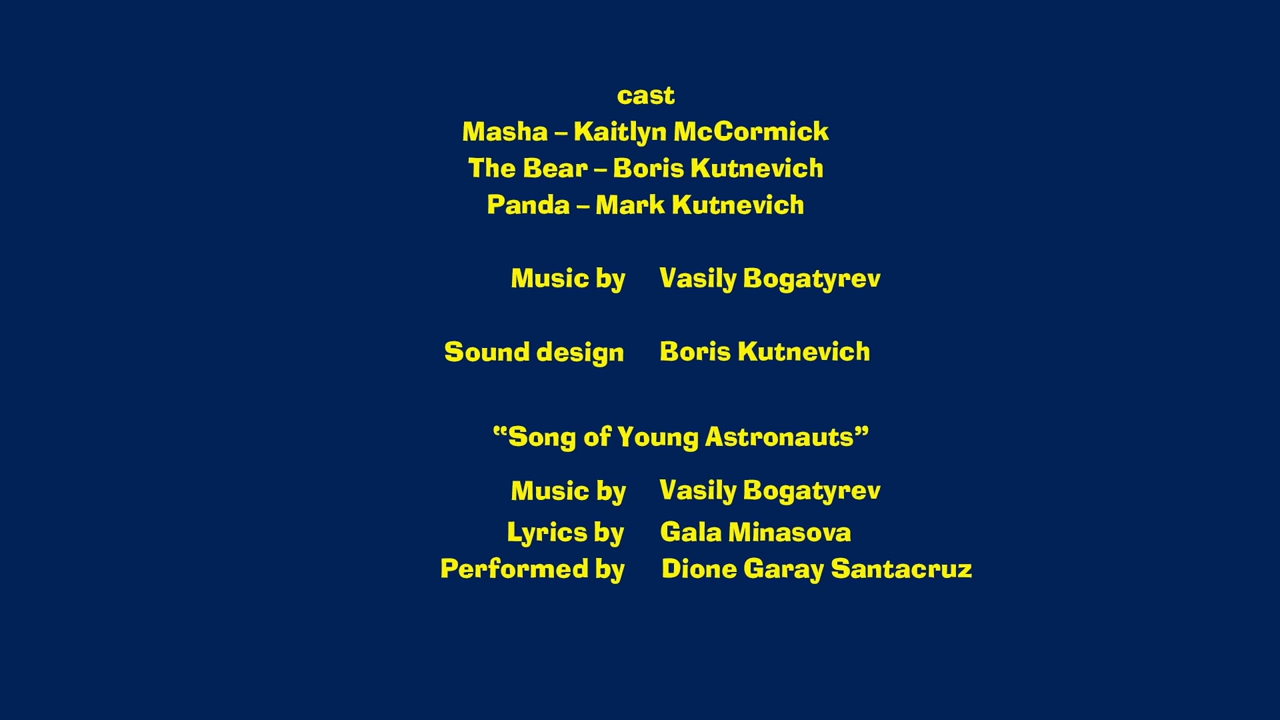 cast
Masha – Kaitlyn McCormick
The Bear – Boris Kutnevich
Panda – Mark Kutnevich
Music by Vasily Bogatyrev
Sound design Boris Kutnevich
“Song of Young Astronauts”
Music by Vasily Bogatyrev
Lyrics by Gala Minasova
Performed by Dione Garay Santacruz